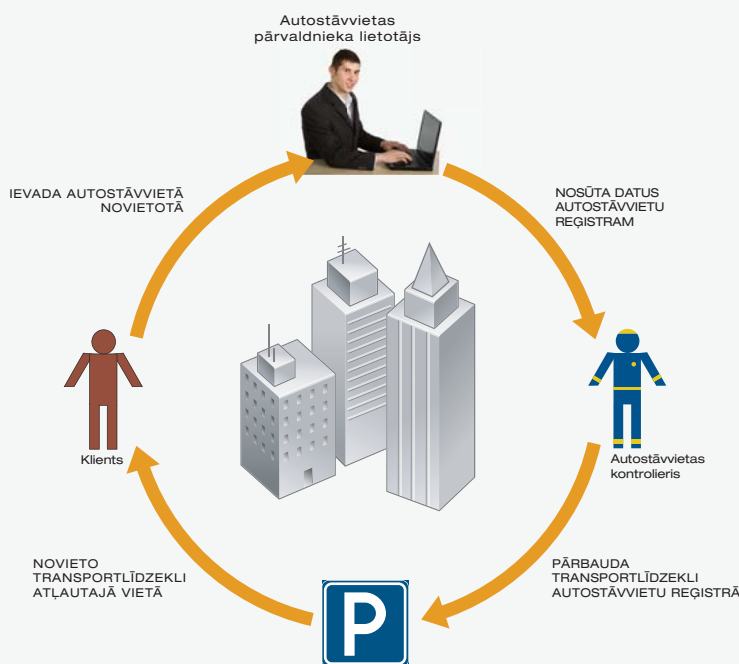 Autostāvvietas
pārvaldnieka lietotājs
IEVADA AUTOSTĀVVIETĀ
NOVIETOTĀ
NOSŪTA DATUS
AUTOSTĀVVIETU
REĢISTRAM
Klients
Autostāvvietas
kontrolieris
NOVIETO
TRANSPORTLĪDZEKLI
ATĻAUTAJĀ VIETĀ
PĀRBAUDA
TRANSPORTLĪDZEKLI
AUTOSTĀVVIETU REĢISTRĀ
P